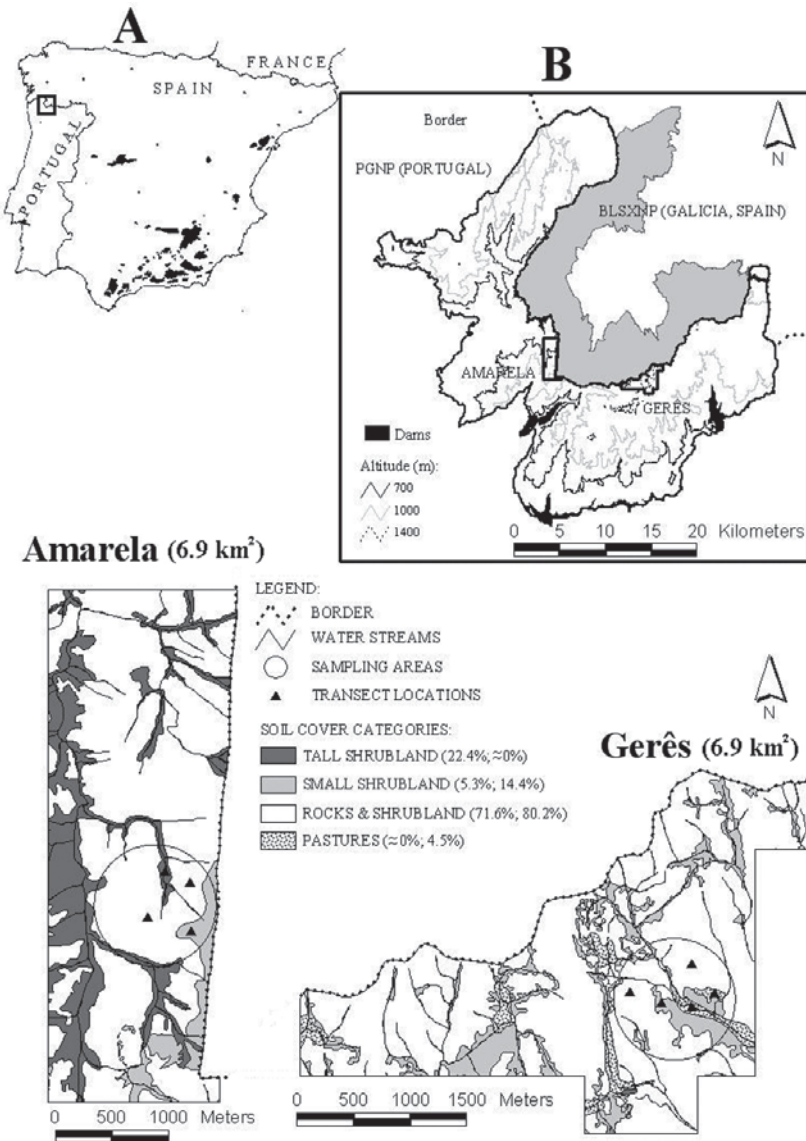 A
FRANCE
SPAIN
PORTUGAL
B
Border
N
PGNP (PORTUGAL)
BLSXNP (GALICIA, SPAIN)
AMARELA
GERÊS
Dams
Altitude (m):
700
1000
1400
0 5 10 15 20 Kilometers
Amarela (6.9 km²)
LEGEND:
BORDER
WATER STREAMS
SAMPLING AREAS
TRANSECT LOCATIONS
N
SOIL COVER CATEGORIES:
TALL SHRUBLAND (22.4%; ≈0%)
SMALL SHRUBLAND (5.3%; 14.4%)
ROCKS & SHRUBLAND (71.6%; 80.2%)
PASTURES (≈0%; 4.5%)
Gerês (6.9 km²)
0 500 1000 Meters
0 500 1000 1500 Meters